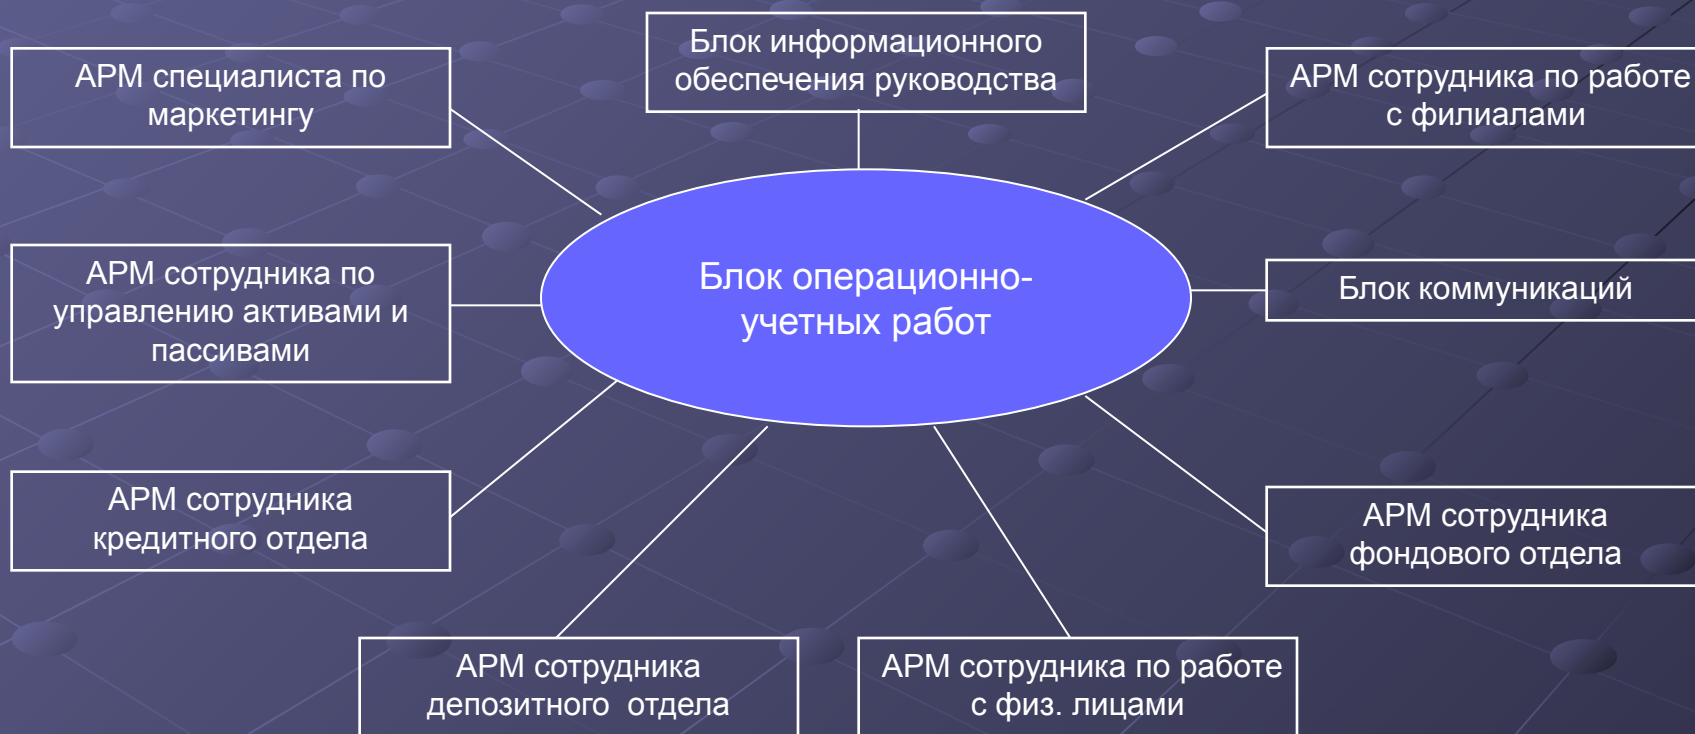 Блок информационного
обеспечения руководства
АРМ специалиста по
маркетингу
АРМ сотрудника по работе
с филиалами
Блок операционно-
учетных работ
АРМ сотрудника по
управлению активами и
пассивами
Блок коммуникаций
АРМ сотрудника
кредитного отдела
АРМ сотрудника
фондового отдела
АРМ сотрудника
депозитного  отдела
АРМ сотрудника по работе
с физ. лицами